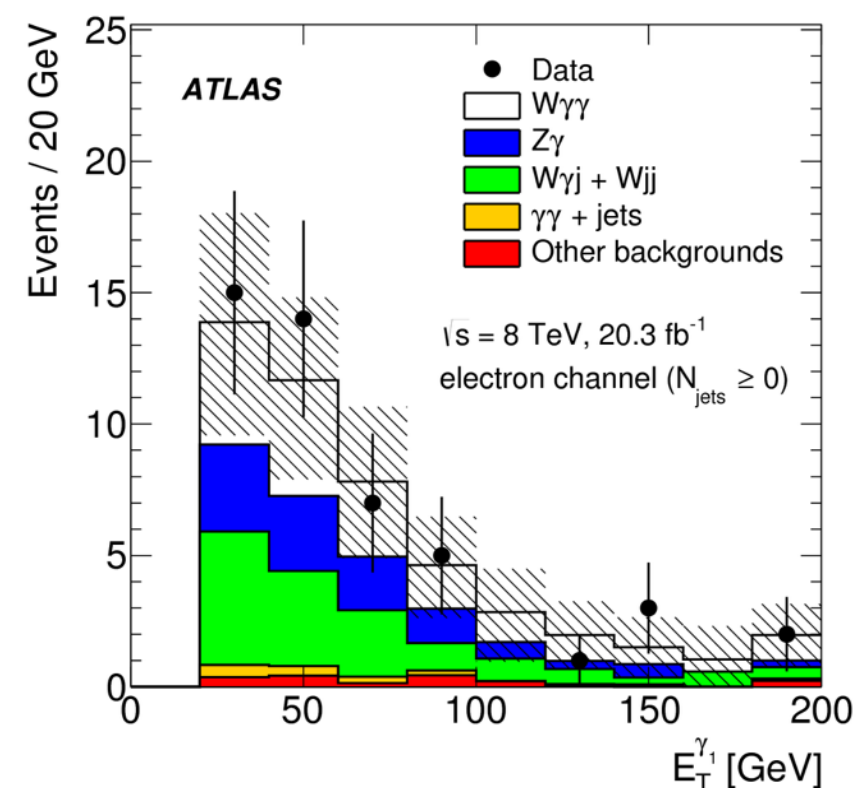 Events / 20 GeV
25
20
15
10
5
0
ATLAS
Data
Wγγ
Zγ
Wγj + Wjj
γγ + jets
Other backgrounds
√s = 8 TeV, 20.3 fb⁻¹
electron channel (N_jets ≥ 0)
0 50 100 150 200
E_T^γ₁ [GeV]